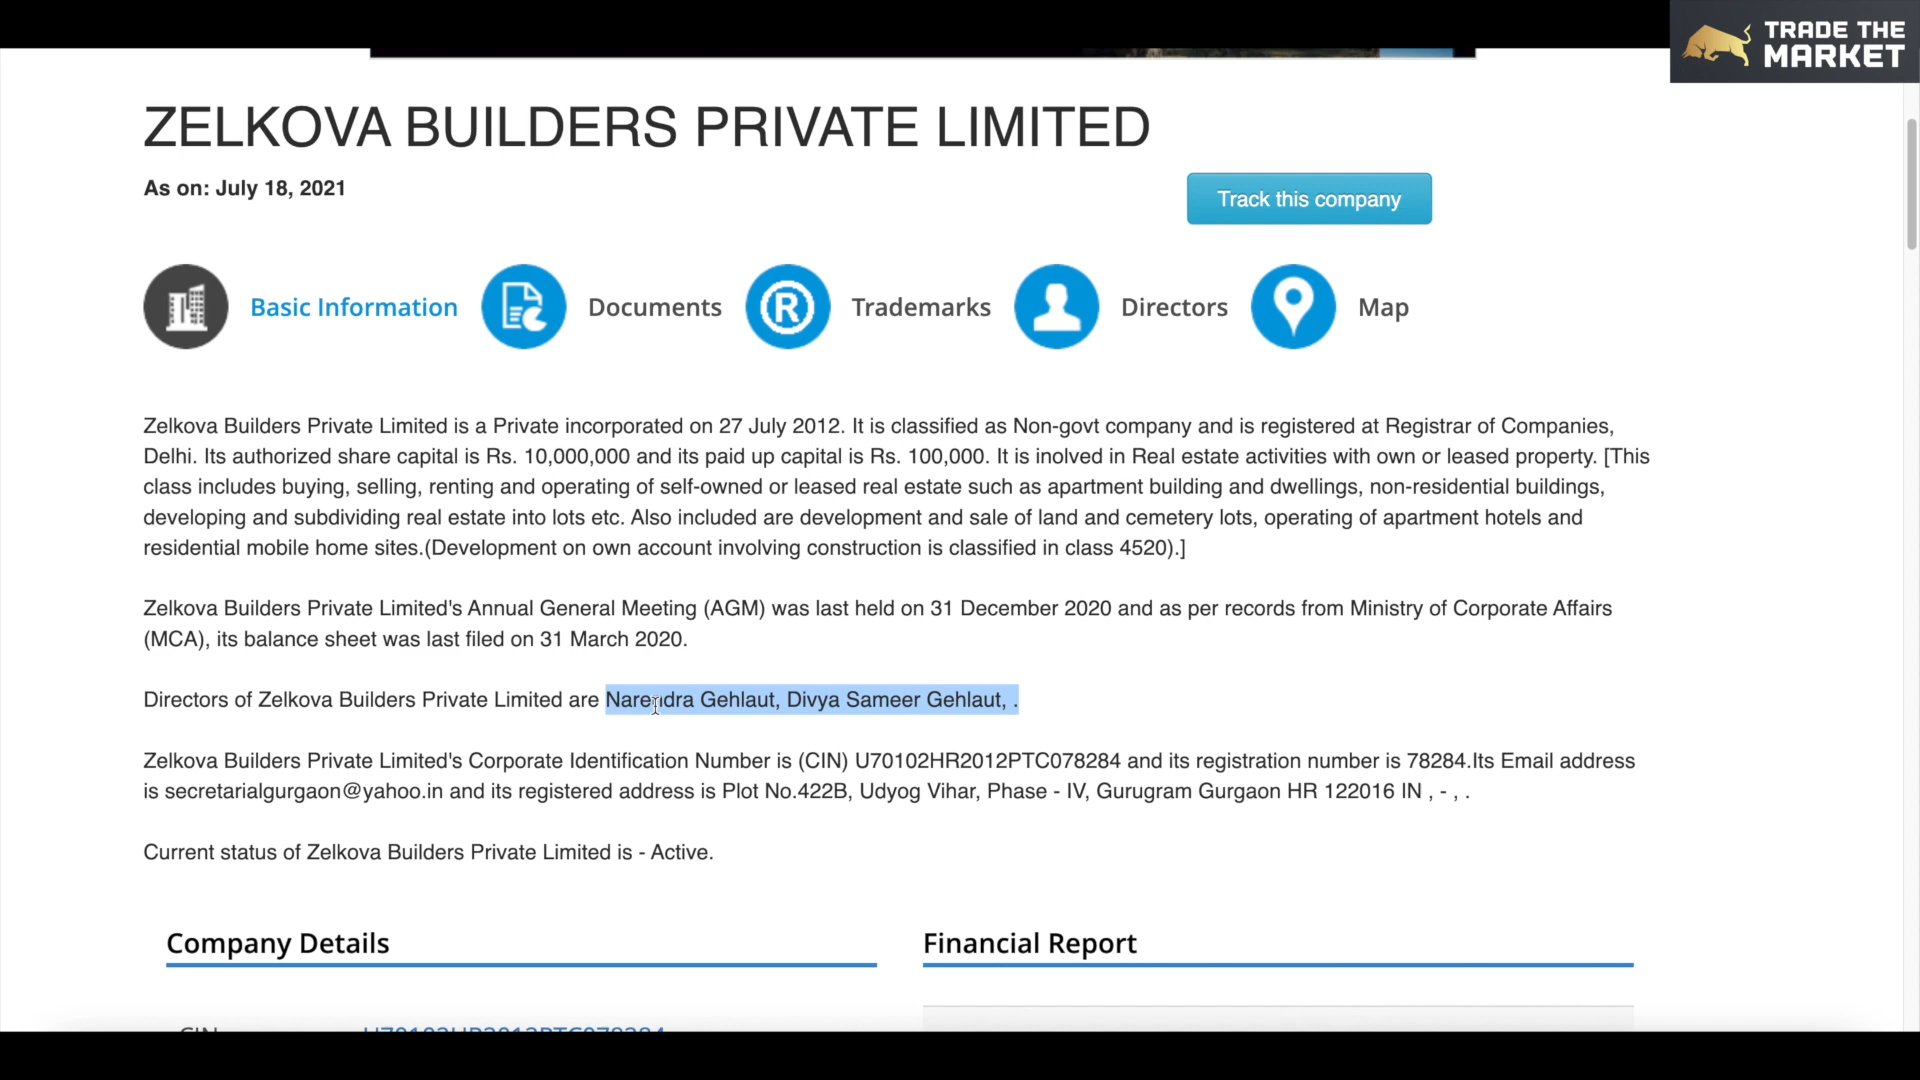 TRADE THE
MARKET
ZELKOVA BUILDERS PRIVATE LIMITED
As on: July 18, 2021
Track this company
Basic Information
Documents
Trademarks
Directors
Map
Zelkova Builders Private Limited is a Private incorporated on 27 July 2012. It is classified as Non-govt company and is registered at Registrar of Companies,
Delhi. Its authorized share capital is Rs. 10,000,000 and its paid up capital is Rs. 100,000. It is inolved in Real estate activities with own or leased property. [This
class includes buying, selling, renting and operating of self-owned or leased real estate such as apartment building and dwellings, non-residential buildings,
developing and subdividing real estate into lots etc. Also included are development and sale of land and cemetery lots, operating of apartment hotels and
residential mobile home sites.(Development on own account involving construction is classified in class 4520).]
Zelkova Builders Private Limited's Annual General Meeting (AGM) was last held on 31 December 2020 and as per records from Ministry of Corporate Affairs
(MCA), its balance sheet was last filed on 31 March 2020.
Directors of Zelkova Builders Private Limited are Narendra Gehlaut, Divya Sameer Gehlaut, .
Zelkova Builders Private Limited's Corporate Identification Number is (CIN) U70102HR2012PTC078284 and its registration number is 78284.Its Email address
is secretarialgurgaon@yahoo.in and its registered address is Plot No.422B, Udyog Vihar, Phase - IV, Gurugram Gurgaon HR 122016 IN , - , .
Current status of Zelkova Builders Private Limited is - Active.
Company Details
Financial Report
CIN U70102HR2012PTC078284